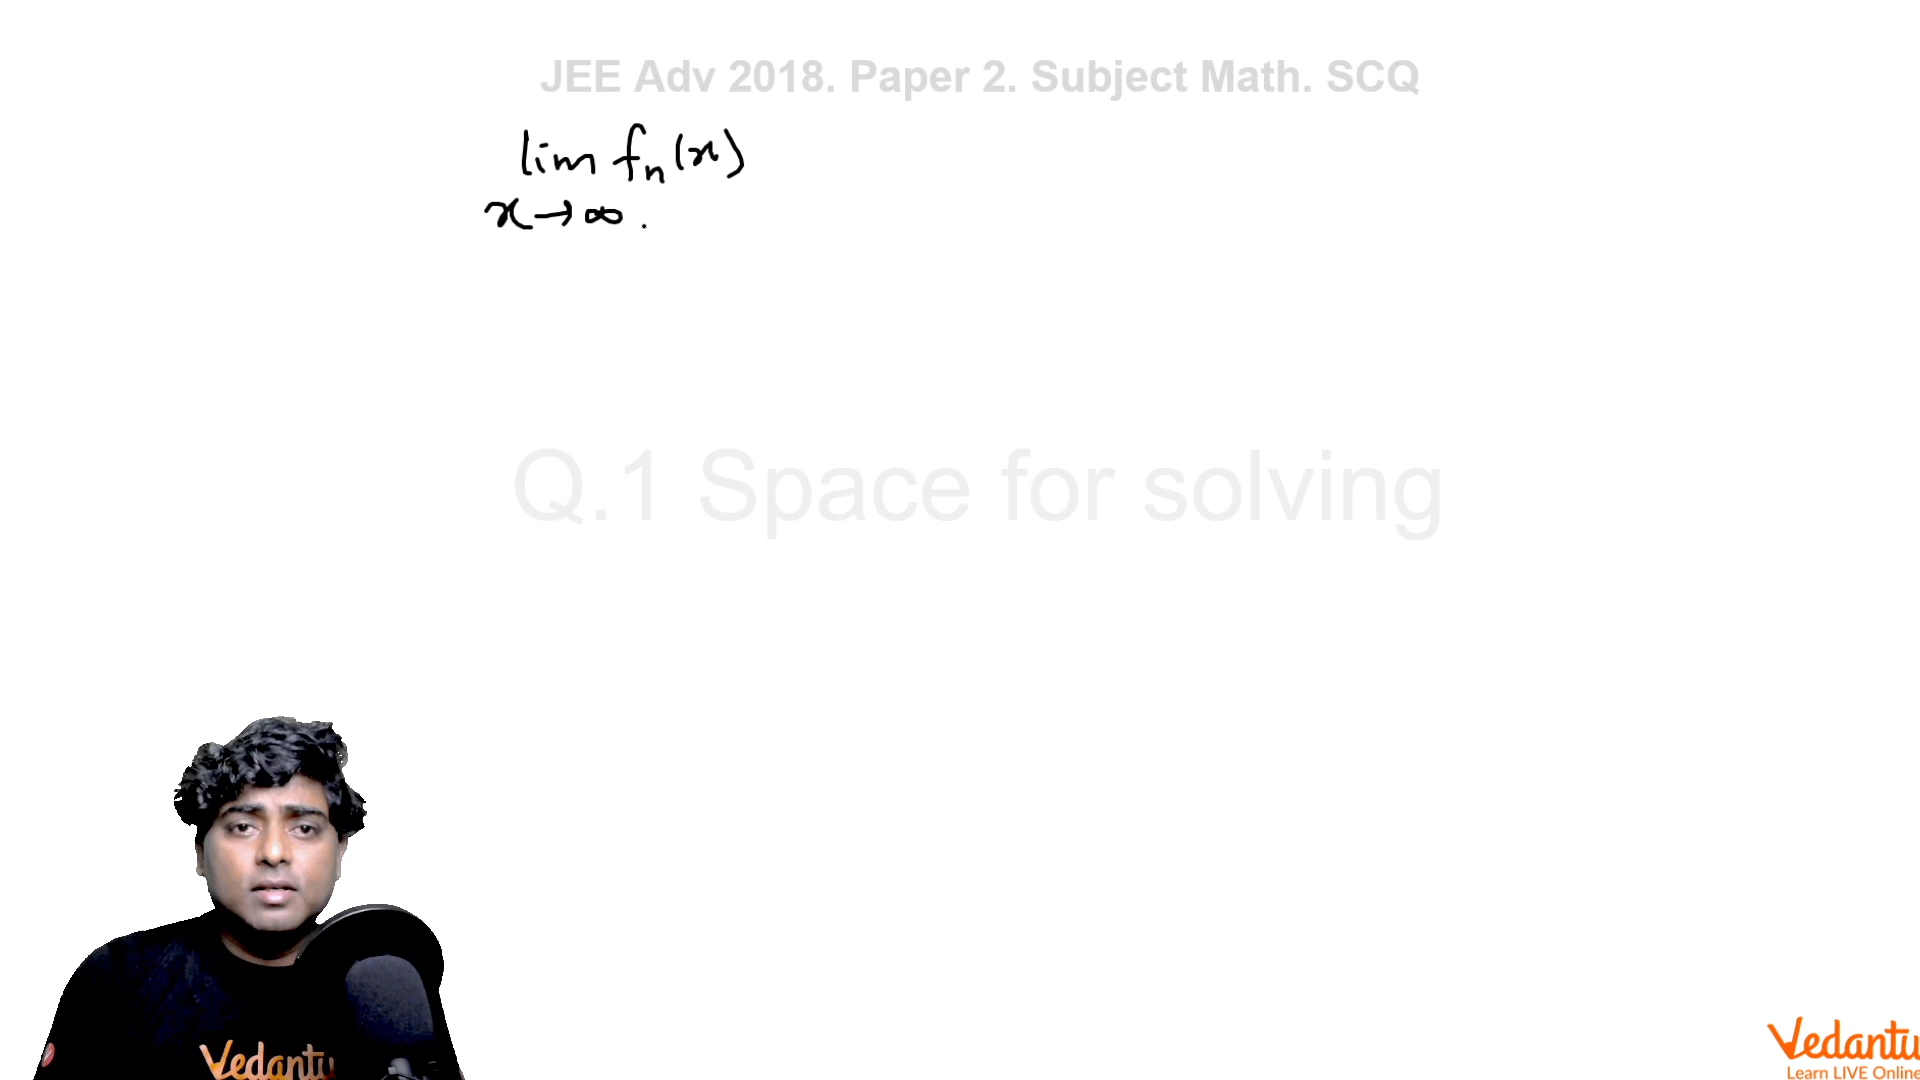 JEE Adv 2018. Paper 2. Subject Math. SCQ
lim fₙ(x)
x→∞.
Q.1 Space for solving
Vedantu
Vedantu
Learn LIVE Online